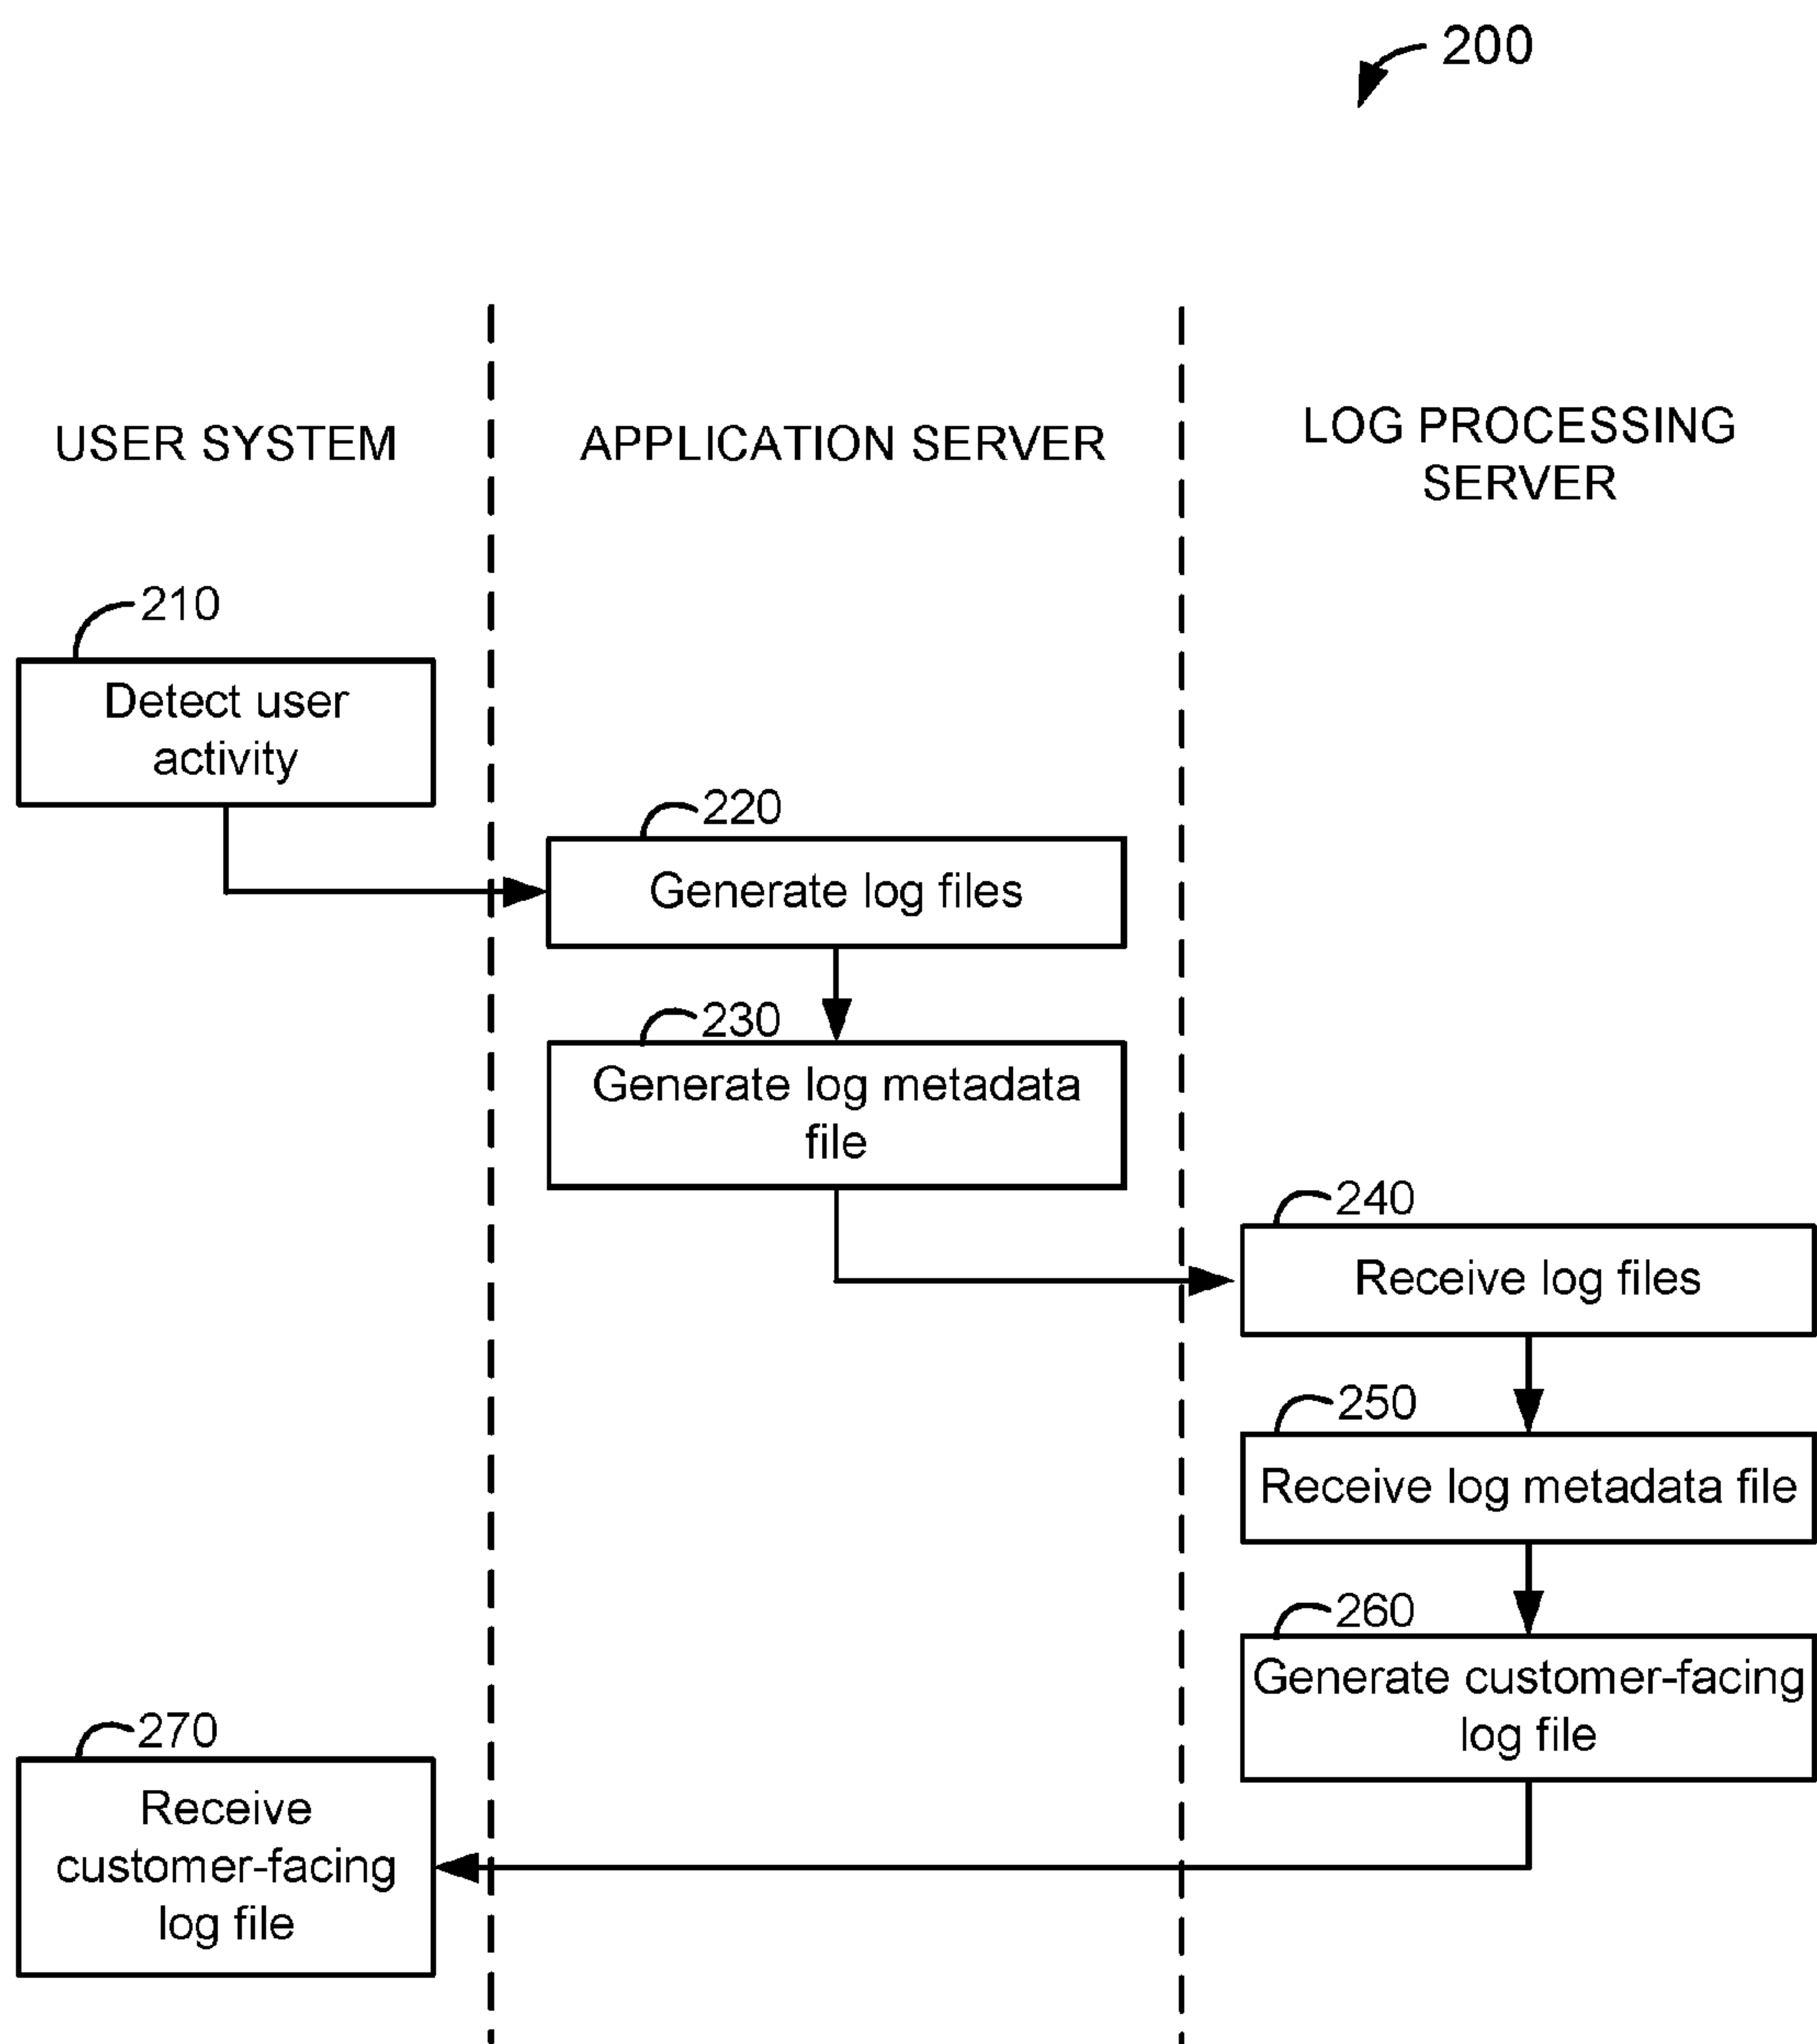 200
USER SYSTEM
APPLICATION SERVER
LOG PROCESSING
SERVER
210
Detect user
activity
220
Generate log files
230
Generate log metadata
file
240
Receive log files
250
Receive log metadata file
260
Generate customer-facing
log file
270
Receive
customer-facing
log file